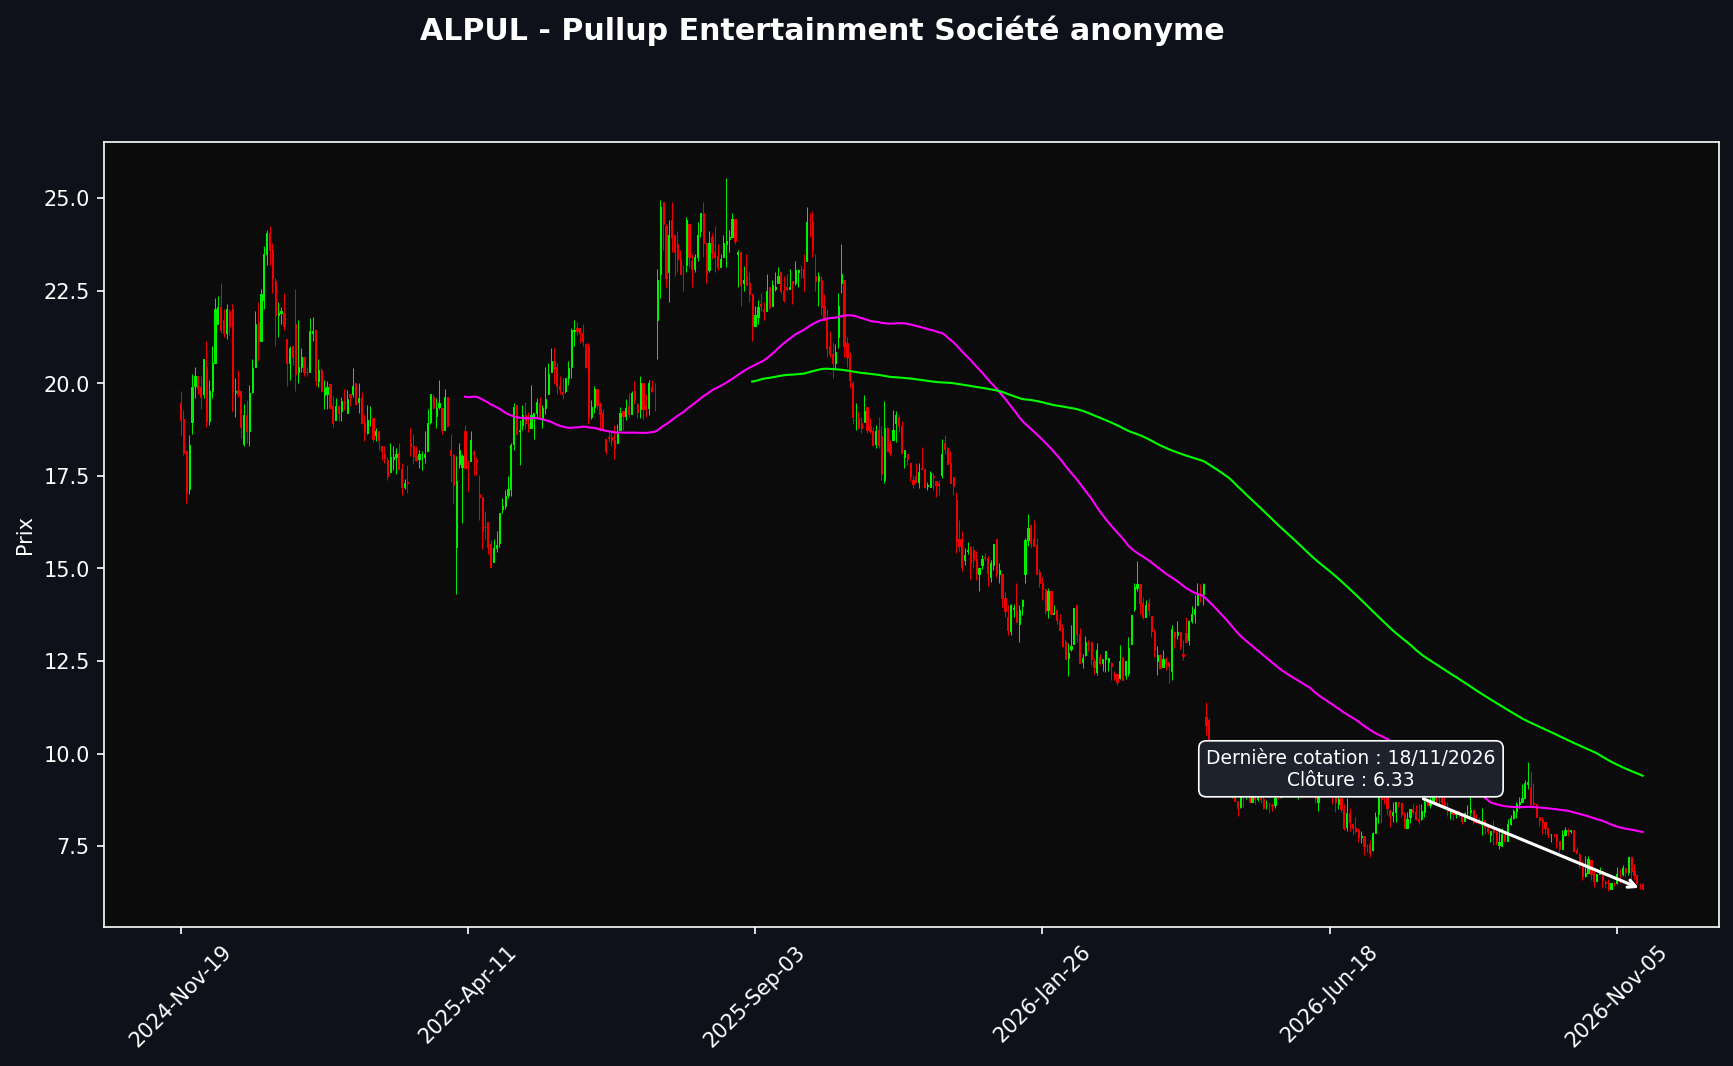 ALPUL - Pullup Entertainment Société anonyme
25.0
22.5
20.0
17.5
15.0
12.5
10.0
7.5
Prix
Dernière cotation : 18/11/2026
Clôture : 6.33
2024-Nov-19
2025-Apr-11
2025-Sep-03
2026-Jan-26
2026-Jun-18
2026-Nov-05